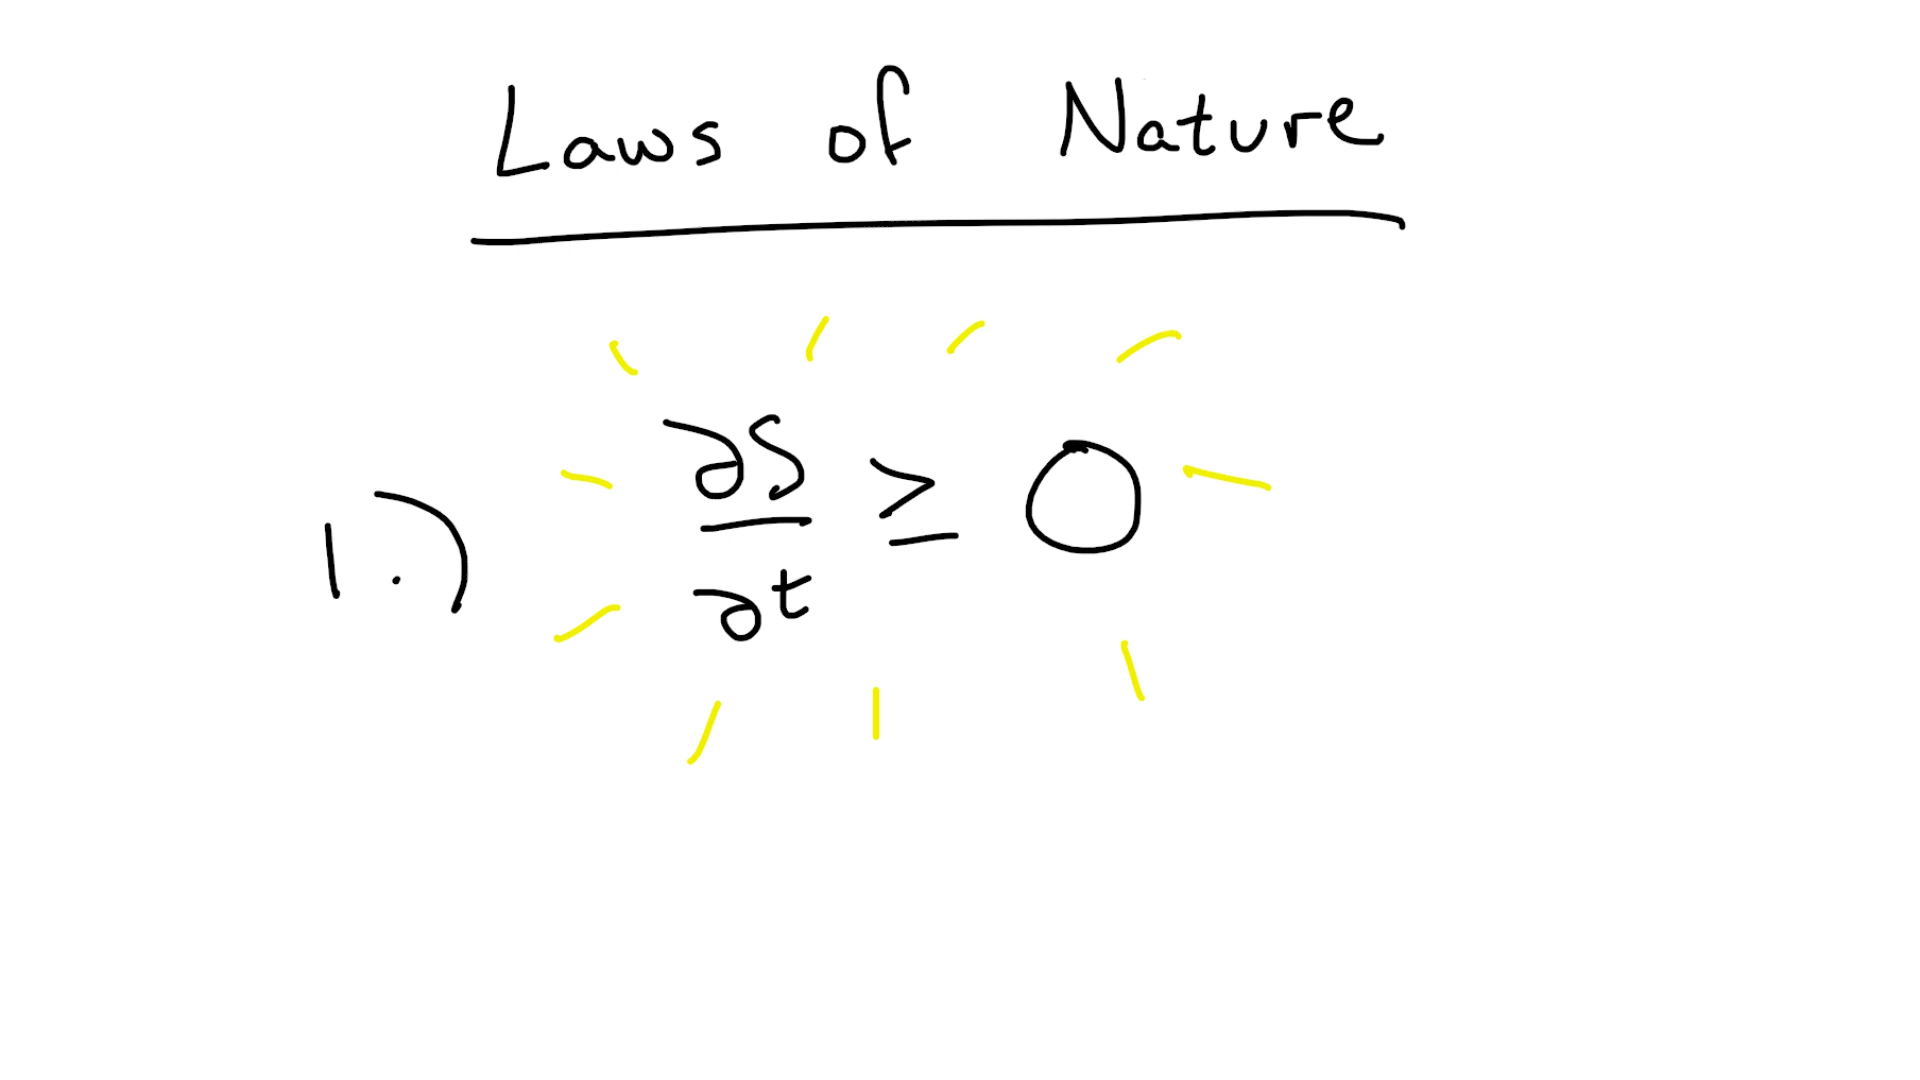 Laws of Nature
1.) ∂S/∂t ≥ 0